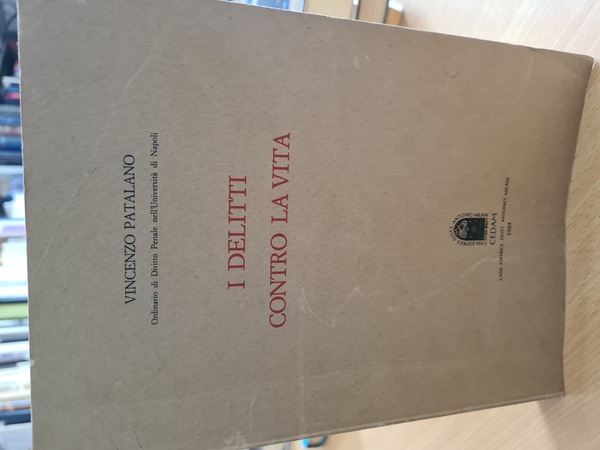 VINCENZO PATALANO
Ordinario di Diritto Penale nell'Università di Napoli
I DELITTI
CONTRO LA VITA
CEDAM
CASA EDITRICE DOTT. ANTONIO MILANI
1984